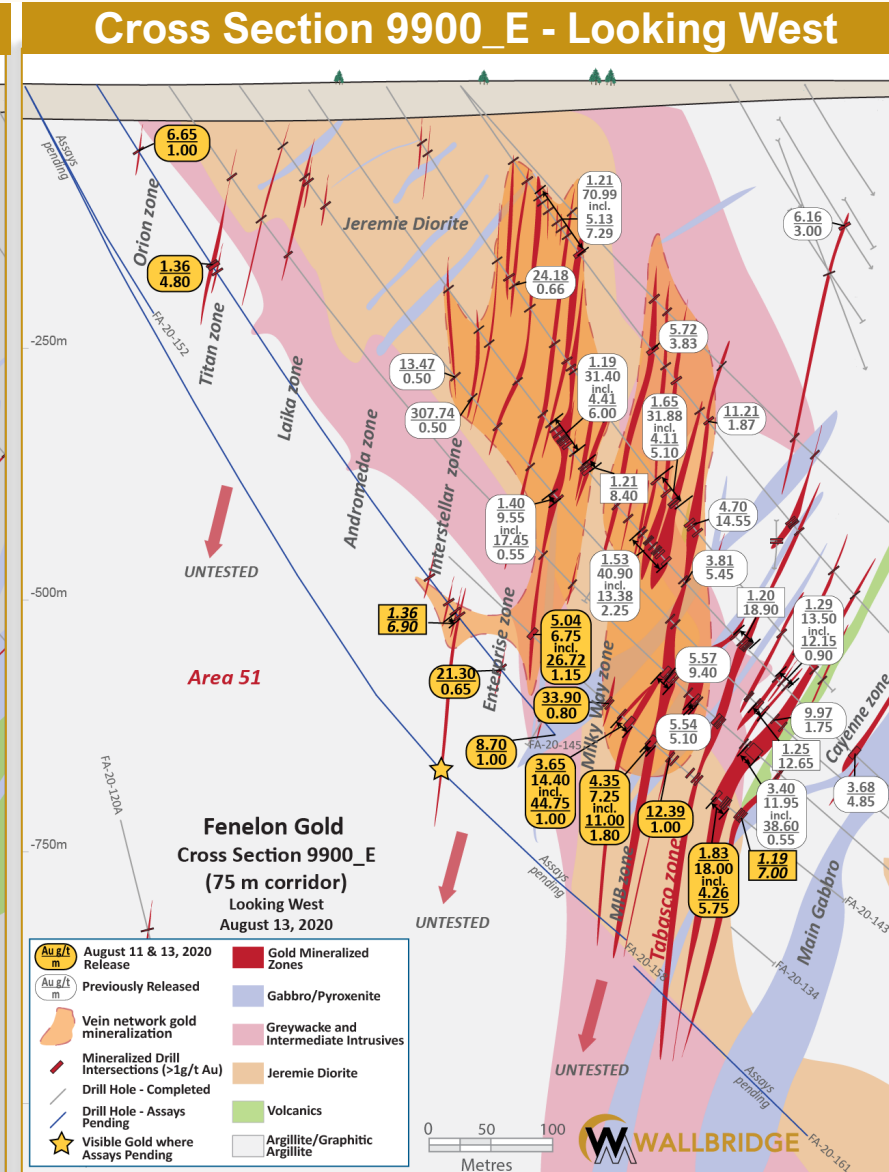 Cross Section 9900_E - Looking West
Assays
pending
6.65
1.00
Orion zone
1.36
4.80
FA-20-152
Titan zone
Laika zone
Andromeda zone
Interstellar zone
Jeremie Diorite
1.21
70.99
incl.
5.13
7.29
24.18
0.66
6.16
3.00
-250m
5.72
3.83
13.47
0.50
307.74
0.50
1.19
31.40
incl.
4.41
6.00
1.65
31.88
incl.
4.11
5.10
11.21
1.87
1.21
8.40
1.40
9.55
incl.
17.45
0.55
4.70
14.55
1.53
40.90
incl.
13.38
2.25
3.81
5.45
UNTESTED
-500m
1.20
18.90
1.29
13.50
incl.
12.15
0.90
1.36
6.90
Enterprise zone
5.04
6.75
incl.
26.72
1.15
Milky Way zone
5.57
9.40
Area 51
21.30
0.65
33.90
0.80
9.97
1.75
Cayenne zone
8.70
1.00
FA-20-145
5.54
5.10
1.25
12.65
3.65
14.40
incl.
44.75
1.00
4.35
7.25
incl.
11.00
1.80
12.39
1.00
3.40
11.95
incl.
38.60
0.55
3.68
4.85
FA-20-120A
-750m
Fenelon Gold
Cross Section 9900_E
(75 m corridor)
Looking West
August 13, 2020
Assays
pending
MIB zone
Tabasco zone
1.83
18.00
incl.
4.26
5.75
1.19
7.00
Main Gabbro
FA-20-143
UNTESTED
FA-20-158
FA-20-134
Au g/t
m
August 11 & 13, 2020
Release
Au g/t
m
Previously Released
Vein network gold
mineralization
Mineralized Drill
Intersections (>1g/t Au)
Drill Hole - Completed
Drill Hole - Assays
Pending
Visible Gold where
Assays Pending
Gold Mineralized
Zones
Gabbro/Pyroxenite
Greywacke and
Intermediate Intrusives
Jeremie Diorite
Volcanics
Argillite/Graphitic
Argillite
UNTESTED
Assays
pending
FA-20-161
0 50 100
Metres
WALLBRIDGE